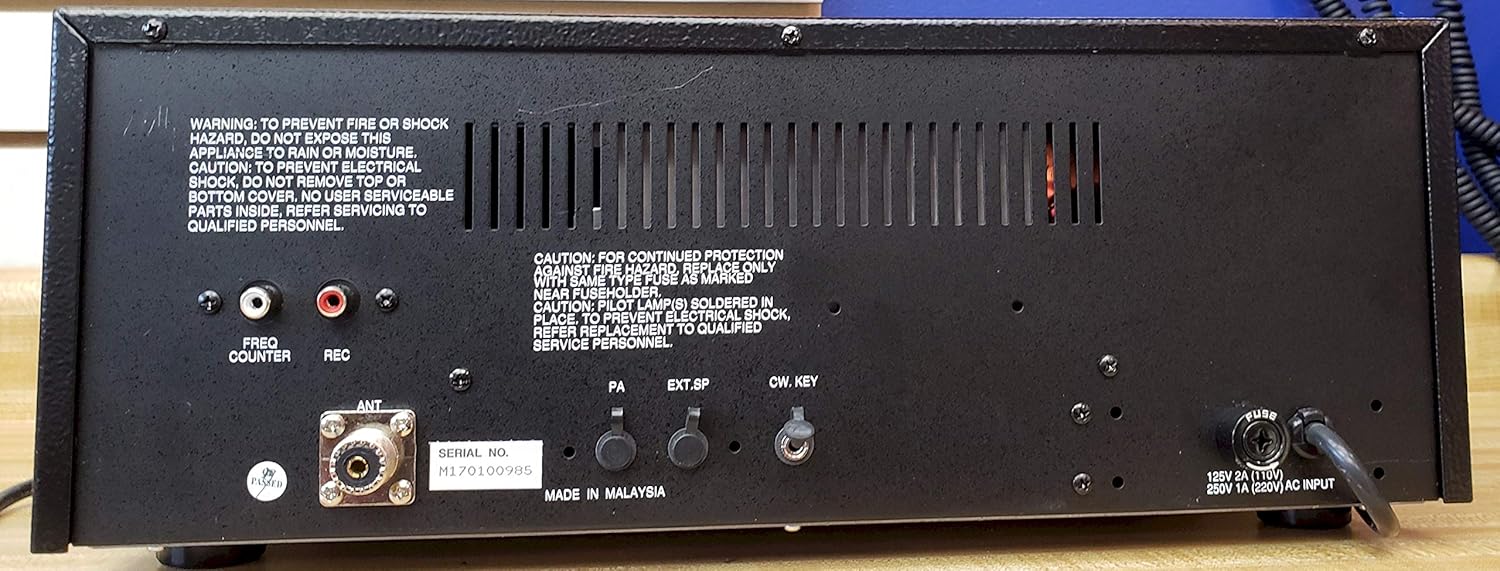 WARNING: TO PREVENT FIRE OR SHOCK
HAZARD, DO NOT EXPOSE THIS
APPLIANCE TO RAIN OR MOISTURE.
CAUTION: TO PREVENT ELECTRICAL
SHOCK, DO NOT REMOVE TOP OR
BOTTOM COVER, NO USER SERVICEABLE
PARTS INSIDE, REFER SERVICING TO
QUALIFIED PERSONNEL.
CAUTION: FOR CONTINUED PROTECTION
AGAINST FIRE HAZARD, REPLACE ONLY
WITH SAME TYPE FUSE AS MARKED
NEAR FUSEHOLDER.
CAUTION: PILOT LAMP(S) SOLDERED IN
PLACE, TO PREVENT ELECTRICAL SHOCK,
REFER REPLACEMENT TO QUALIFIED
SERVICE PERSONNEL.
FREQ
COUNTER
REC
PA
EXT.SP
CW. KEY
ANT
FUSE
SERIAL NO.
M170100985
PASSED
MADE IN MALAYSIA
125V 2A (110V)
250V 1A (220V) AC INPUT